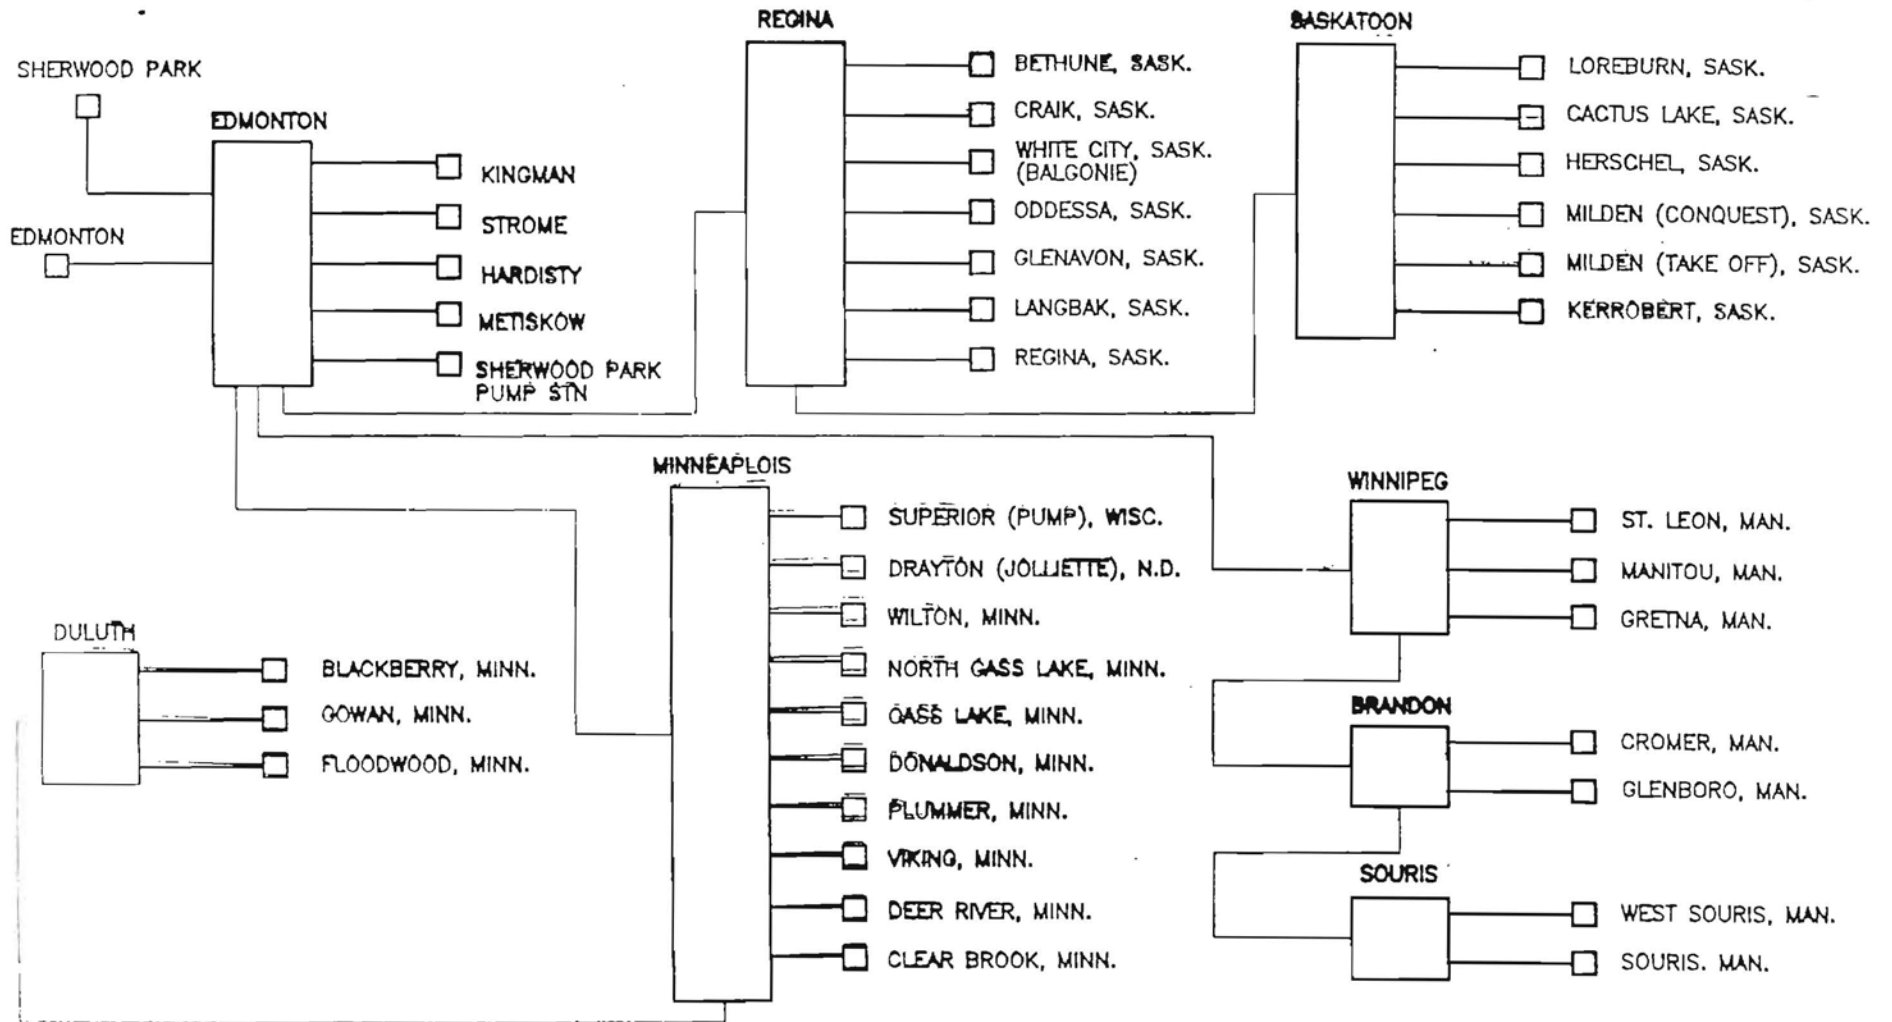 SHERWOOD PARK
EDMONTON
EDMONTON
KINGMAN
STROME
HARDISTY
METISKOW
SHERWOOD PARK
PUMP STN
REGINA
BETHUNE, SASK.
CRAIK, SASK.
WHITE CITY, SASK.
(BALGONIE)
ODDESSA, SASK.
GLENAVON, SASK.
LANGBAK, SASK.
REGINA, SASK.
SASKATOON
LOREBURN, SASK.
CACTUS LAKE, SASK.
HERSCHEL, SASK.
MILDEN (CONQUEST), SASK.
MILDEN (TAKE OFF), SASK.
KERROBERT, SASK.
DULUTH
BLACKBERRY, MINN.
GOWAN, MINN.
FLOODWOOD, MINN.
MINNEAPLOIS
SUPERIOR (PUMP), WISC.
DRAYTON (JOLLIETTE), N.D.
WILTON, MINN.
NORTH CASS LAKE, MINN.
CASS LAKE, MINN.
DONALDSON, MINN.
PLUMMER, MINN.
VIKING, MINN.
DEER RIVER, MINN.
CLEAR BROOK, MINN.
WINNIPEG
ST. LEON, MAN.
MANITOU, MAN.
GRETNA, MAN.
BRANDON
CROMER, MAN.
GLENBORO, MAN.
SOURIS
WEST SOURIS, MAN.
SOURIS. MAN.